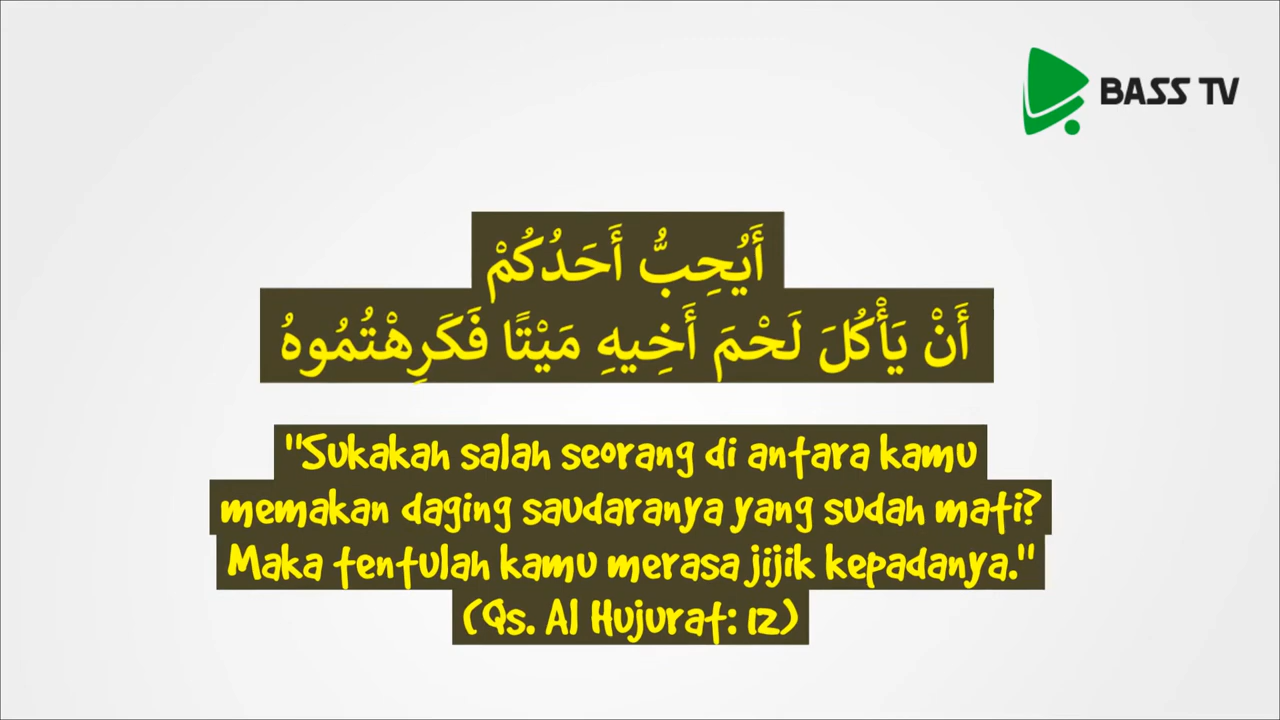 BASS TV
أَيُحِبُّ أَحَدُكُمْ
أَنْ يَأْكُلَ لَحْمَ أَخِيهِ مَيْتًا فَكَرِهْتُمُوهُ
"Sukakah salah seorang di antara kamu
memakan daging saudaranya yang sudah mati?
Maka tentulah kamu merasa jijik kepadanya."
(Qs. Al Hujurat: 12)